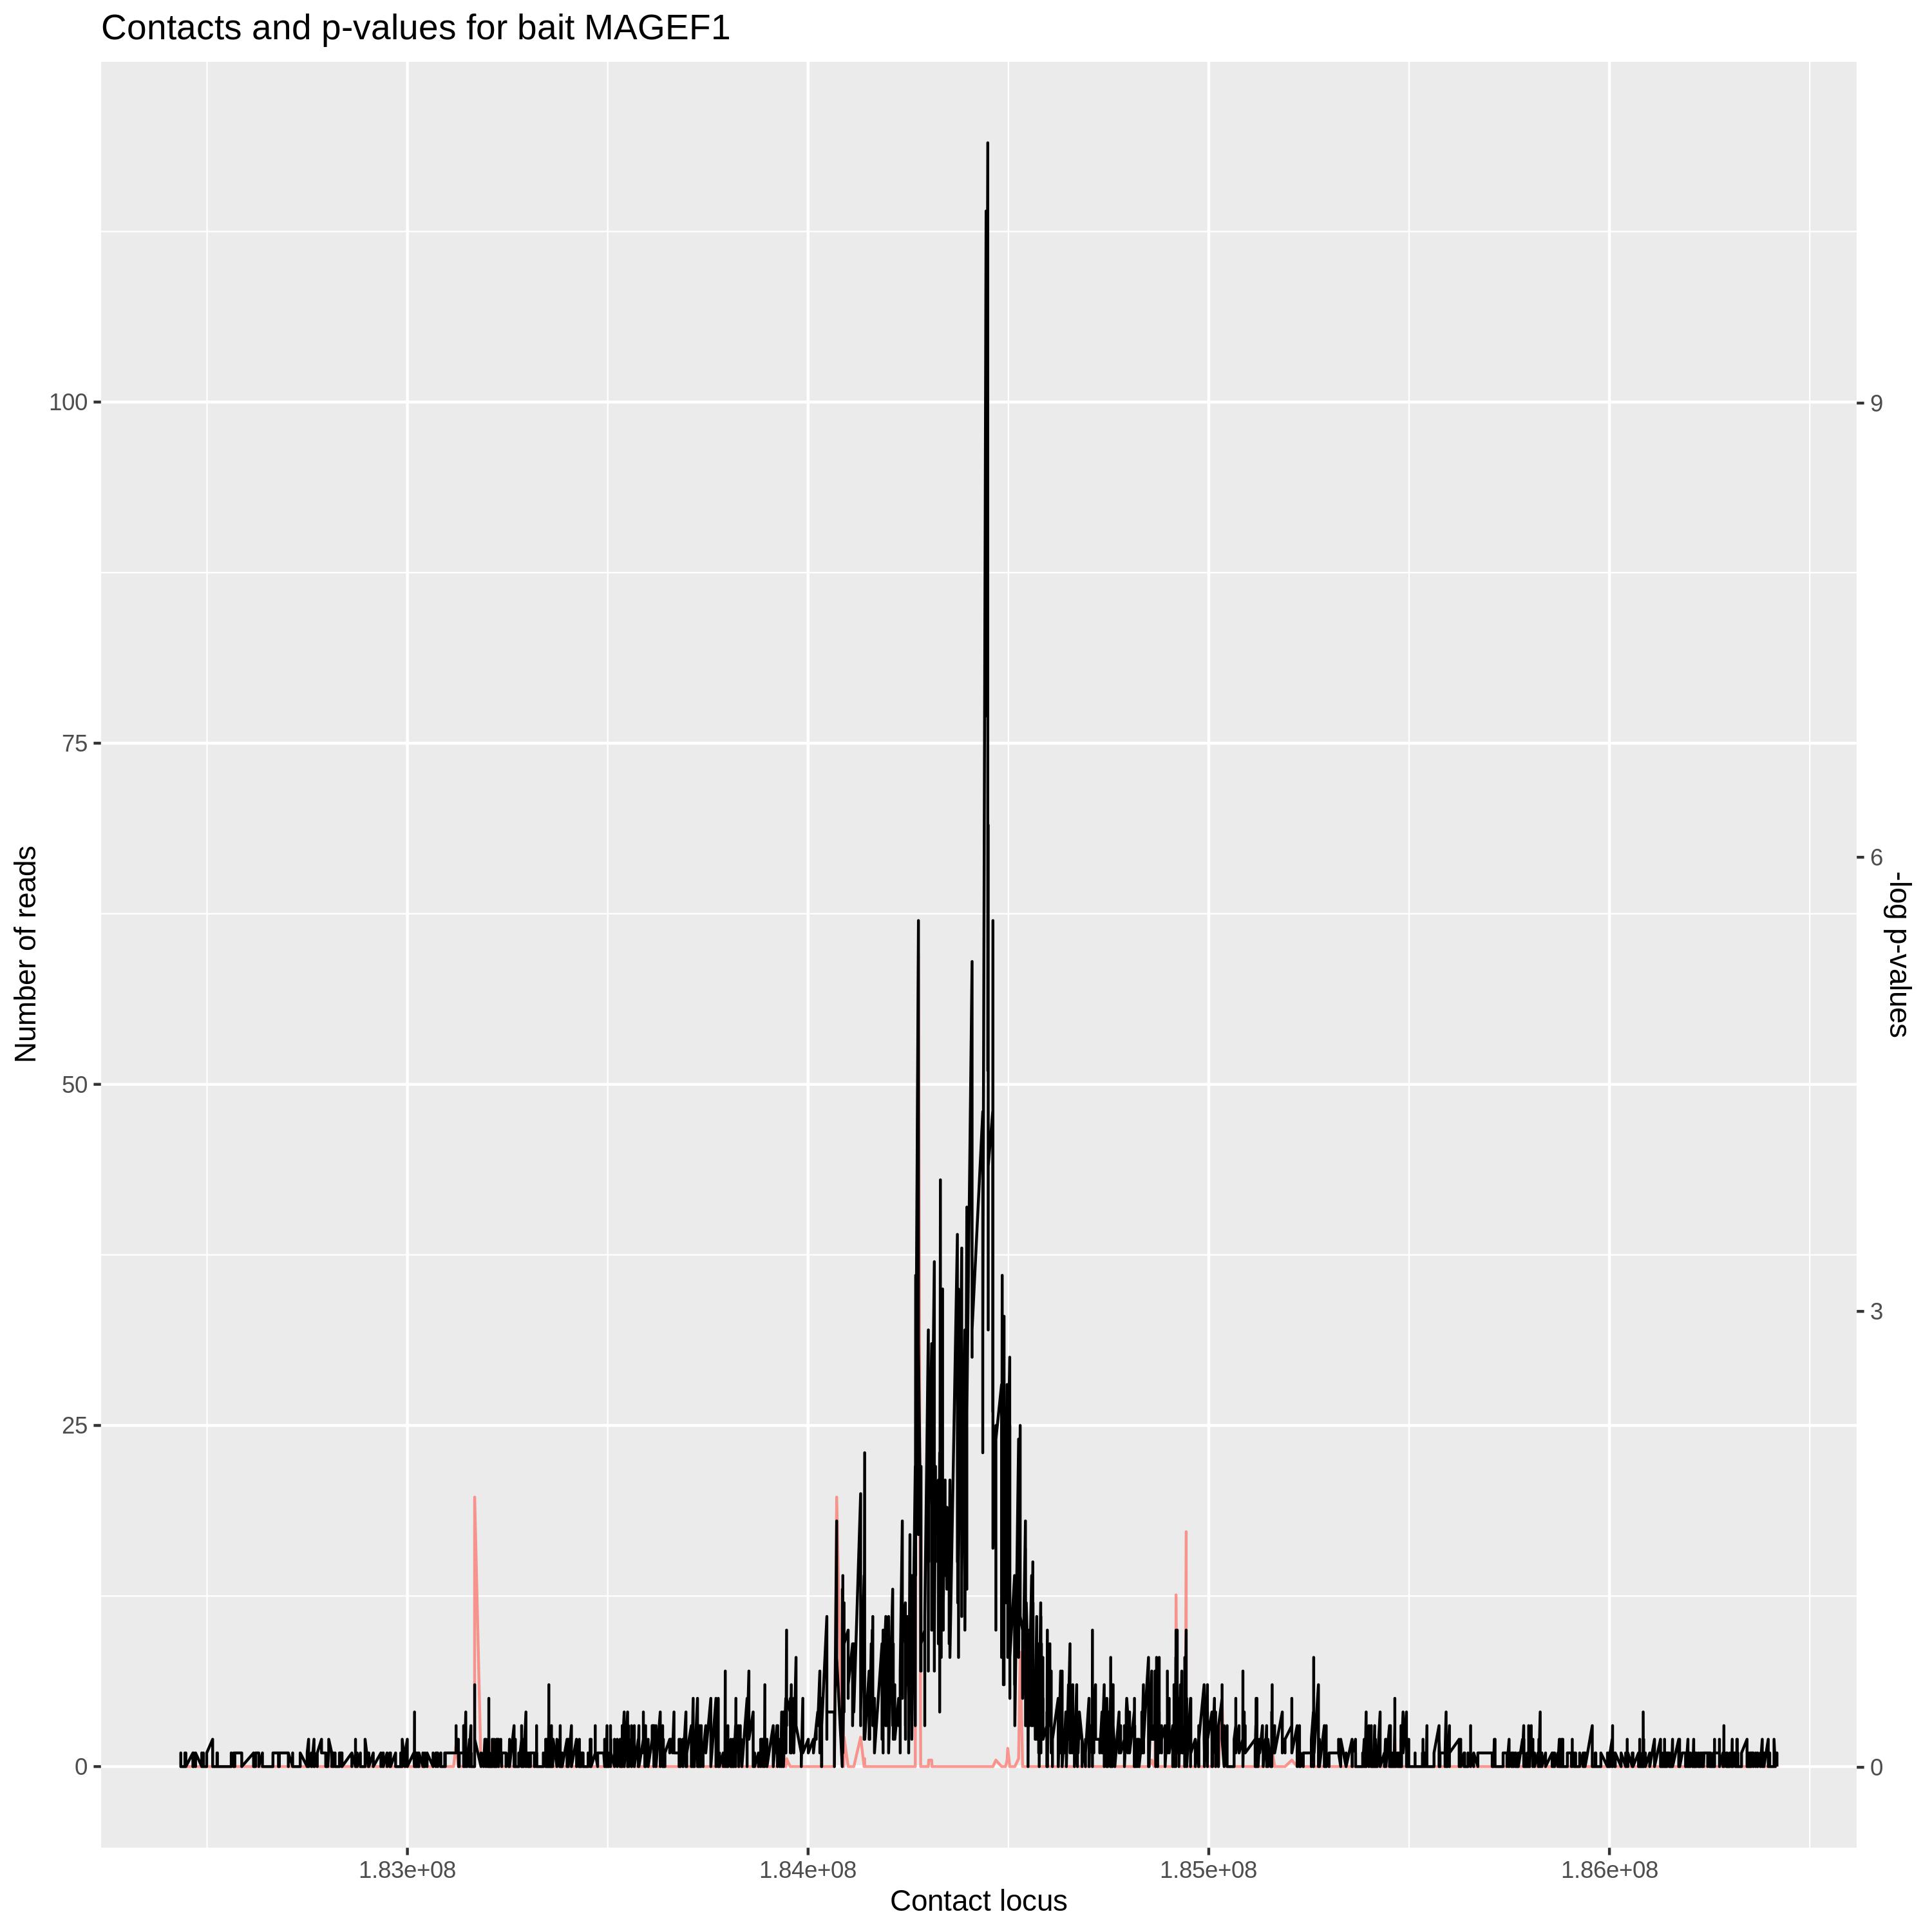 Contacts and p-values for bait MAGEF1
Number of reads
100
75
50
25
0
9
6
3
0
-log p-values
1.83e+08 1.84e+08 1.85e+08 1.86e+08
Contact locus